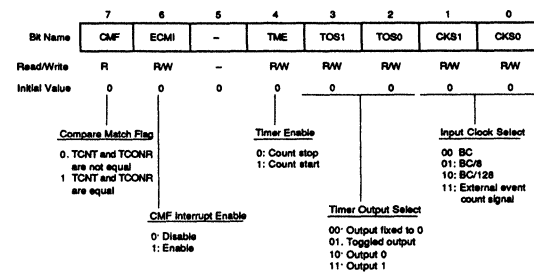 7 6 5 4 3 2 1 0
Bit Name CMF ECMI – TME TOS1 TOS0 CKS1 CKS0
Read/Write R R/W – R/W R/W R/W R/W R/W
Initial Value 0 0 0 0 0 0 0 0
Compare Match Flag
0. TCNT and TCONR
are not equal
1 TCNT and TCONR
are equal
CMF Interrupt Enable
0· Disable
1: Enable
Timer Enable
0: Count stop
1: Count start
Timer Output Select
00· Output fixed to 0
01. Toggled output
10· Output 0
11· Output 1
Input Clock Select
00 BC
01: BC/8
10: BC/128
11: External event
count signal